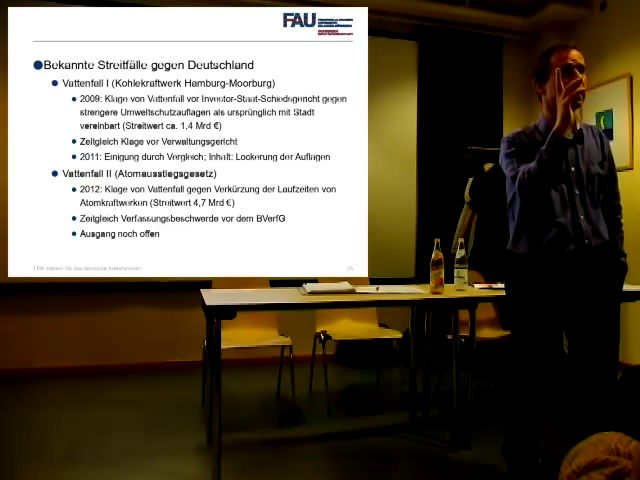 FAU
Bekannte Streitfälle gegen Deutschland
Vattenfall I (Kohlekraftwerk Hamburg-Moorburg)
2009: Klage von Vattenfall vor Investor-Staat-Schiedsgericht gegen
strengere Umweltschutzauflagen als ursprünglich mit Stadt
vereinbart (Streitwert ca. 1,4 Mrd €)
Zeitgleich Klage vor Verwaltungsgericht
2011: Einigung durch Vergleich; Inhalt: Lockerung der Auflagen
Vattenfall II (Atomausstiegsgesetz)
2012: Klage von Vattenfall gegen Verkürzung der Laufzeiten von
Atomkraftwerken (Streitwert 4,7 Mrd €)
Zeitgleich Verfassungsbeschwerde vor dem BVerfG
Ausgang noch offen